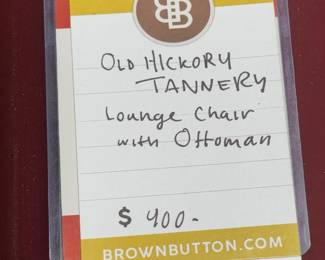 BB
OLD HICKORY
TANNERY
Lounge Chair
with Ottoman
$ 400-
BROWNBUTTON.COM